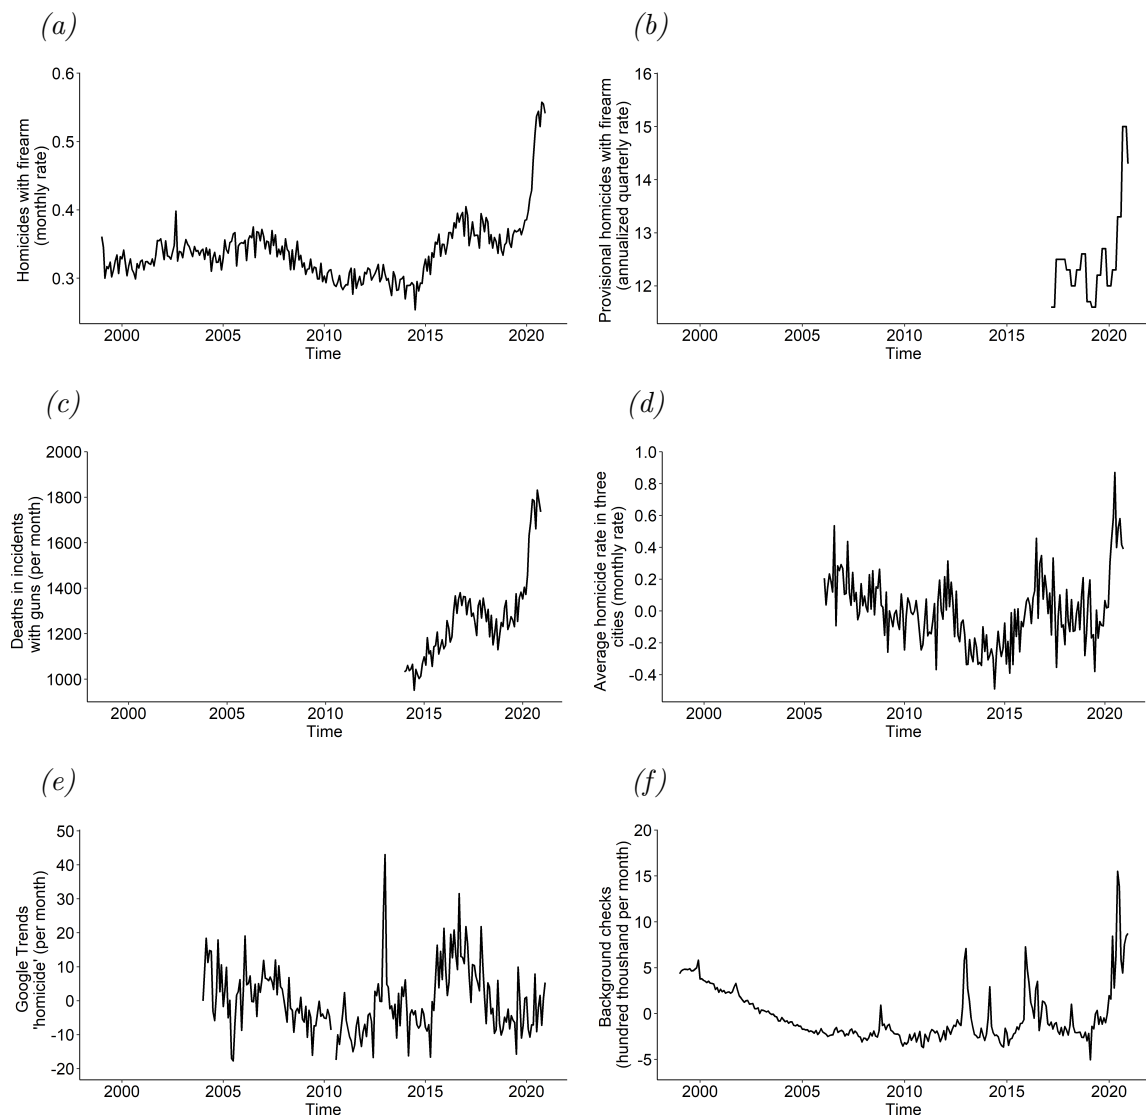 (a)
Homicides with firearm
(monthly rate)
0.6
0.5
0.4
0.3
2000 2005 2010 2015 2020
Time
(b)
Provisional homicides with firearm
(annualized quarterly rate)
16
15
14
13
12
2000 2005 2010 2015 2020
Time
(c)
Deaths in incidents
with guns (per month)
2000
1800
1600
1400
1200
1000
2000 2005 2010 2015 2020
Time
(d)
Average homicide rate in three
cities (monthly rate)
1.0
0.8
0.6
0.4
0.2
0.0
-0.2
-0.4
2000 2005 2010 2015 2020
Time
(e)
Google Trends
'homicide' (per month)
50
40
30
20
10
0
-10
-20
2000 2005 2010 2015 2020
Time
(f)
Background checks
(hundred thoushand per month)
20
15
10
5
0
-5
2000 2005 2010 2015 2020
Time